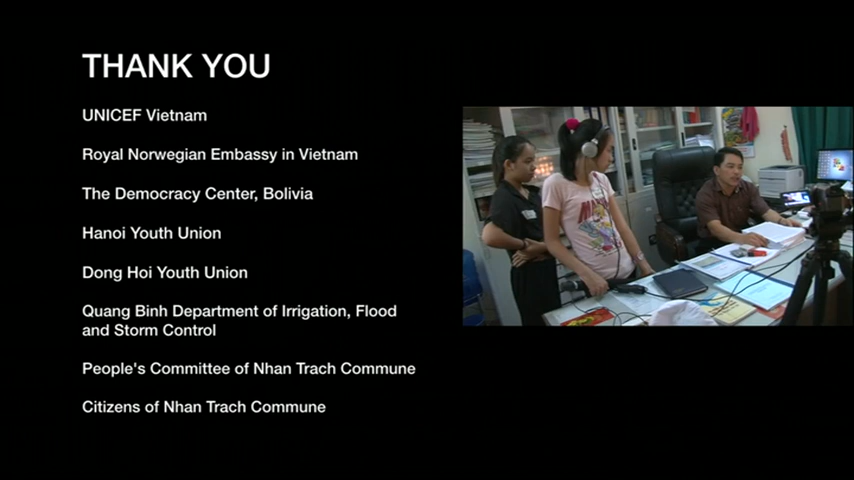 THANK YOU
UNICEF Vietnam
Royal Norwegian Embassy in Vietnam
The Democracy Center, Bolivia
Hanoi Youth Union
Dong Hoi Youth Union
Quang Binh Department of Irrigation, Flood
and Storm Control
People's Committee of Nhan Trach Commune
Citizens of Nhan Trach Commune